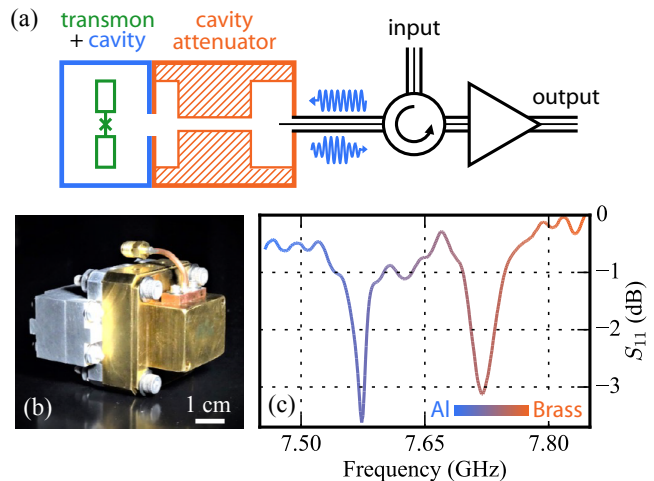 (a)
transmon
+ cavity
cavity
attenuator
input
output
(b)
1 cm
(c)
0
−1
−2
−3
S₁₁ (dB)
Al
Brass
7.50
7.65
7.80
Frequency (GHz)